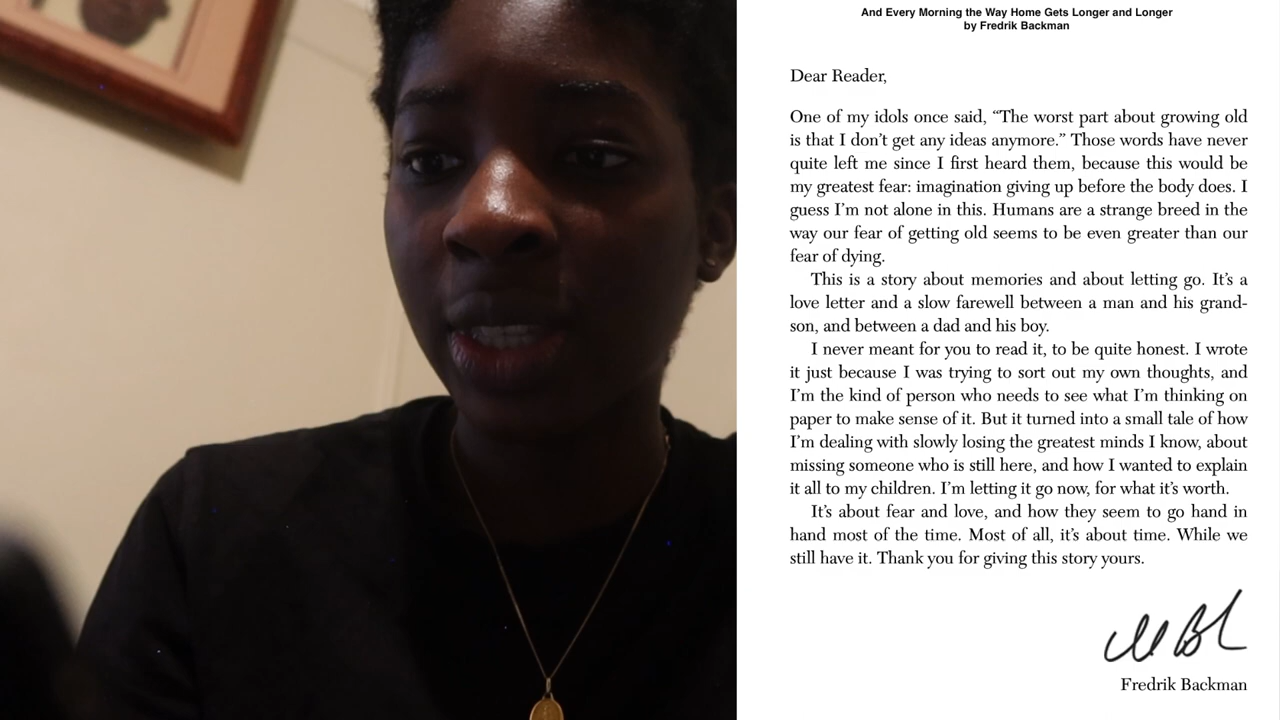 And Every Morning the Way Home Gets Longer and Longer
by Fredrik Backman
Dear Reader,
One of my idols once said, “The worst part about growing old
is that I don’t get any ideas anymore.” Those words have never
quite left me since I first heard them, because this would be
my greatest fear: imagination giving up before the body does. I
guess I’m not alone in this. Humans are a strange breed in the
way our fear of getting old seems to be even greater than our
fear of dying.
This is a story about memories and about letting go. It’s a
love letter and a slow farewell between a man and his grand-
son, and between a dad and his boy.
I never meant for you to read it, to be quite honest. I wrote
it just because I was trying to sort out my own thoughts, and
I’m the kind of person who needs to see what I’m thinking on
paper to make sense of it. But it turned into a small tale of how
I’m dealing with slowly losing the greatest minds I know, about
missing someone who is still here, and how I wanted to explain
it all to my children. I’m letting it go now, for what it’s worth.
It’s about fear and love, and how they seem to go hand in
hand most of the time. Most of all, it’s about time. While we
still have it. Thank you for giving this story yours.
Fredrik Backman